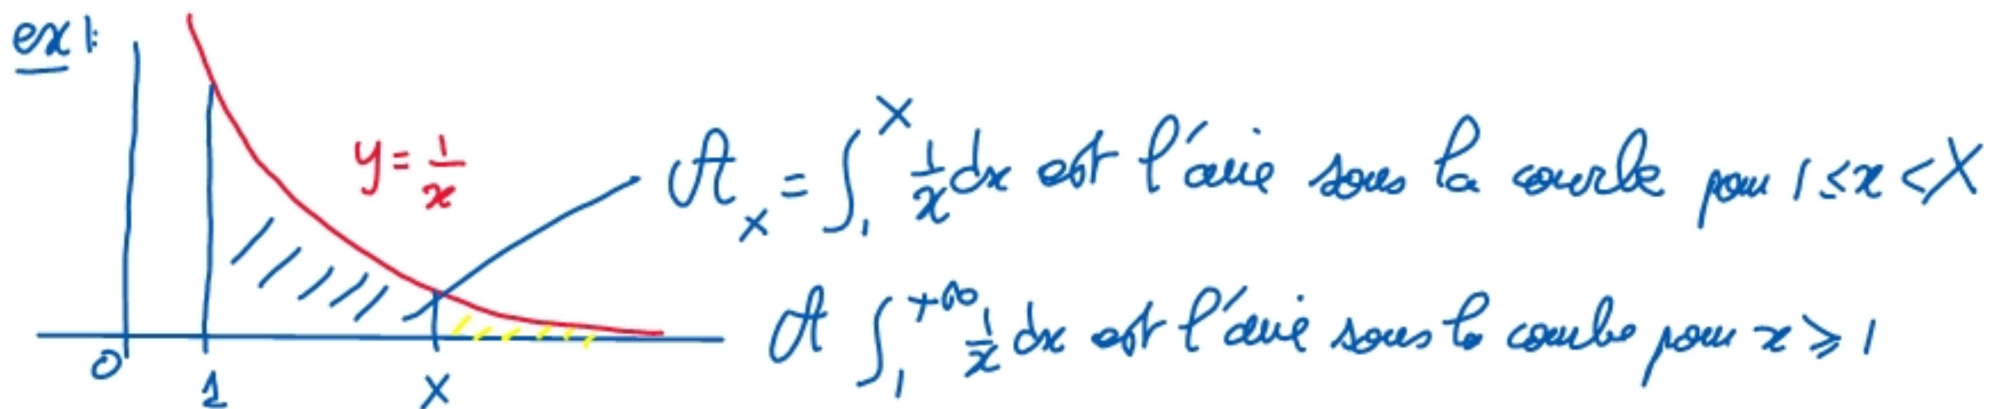 ex 1:
y = 1/x
A_X = ∫_1^X 1/x dx est l'aire sous la courbe pour 1 ≤ x < X
A ∫_1^{+∞} 1/x dx est l'aire sous la courbe pour x ⩾ 1
0 1 X